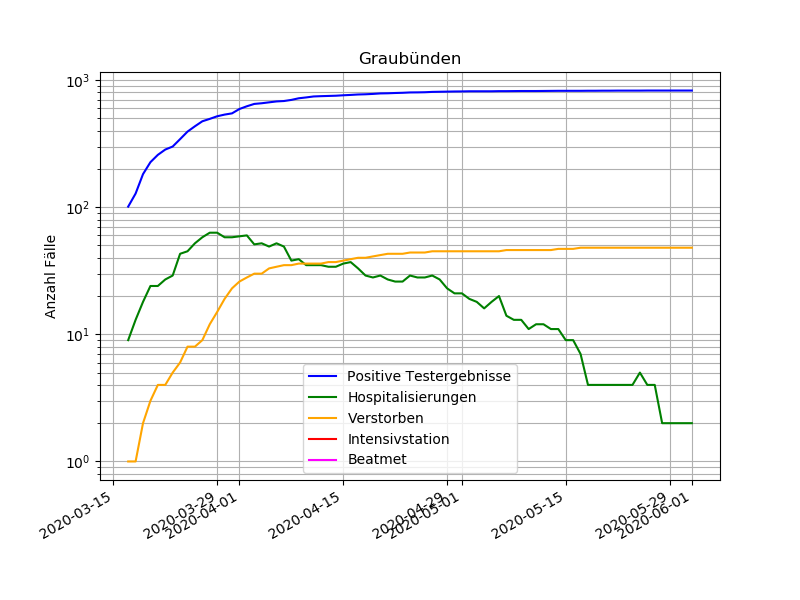 Graubünden
Anzahl Fälle
10³
10²
10¹
10⁰
Positive Testergebnisse
Hospitalisierungen
Verstorben
Intensivstation
Beatmet
2020-03-15
2020-03-29
2020-04-01
2020-04-15
2020-04-29
2020-05-01
2020-05-15
2020-05-29
2020-06-01